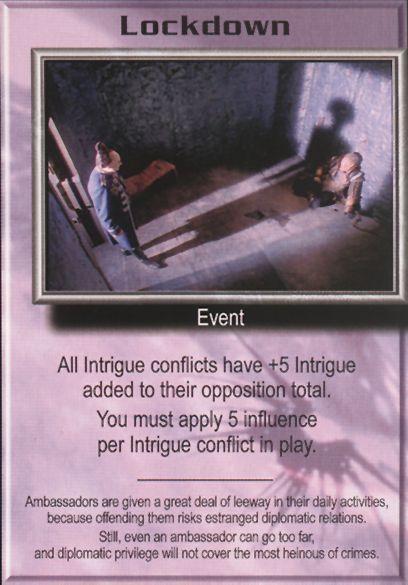 Lockdown
Event
All Intrigue conflicts have +5 Intrigue
added to their opposition total.
You must apply 5 influence
per Intrigue conflict in play.
Ambassadors are given a great deal of leeway in their daily activities,
because offending them risks estranged diplomatic relations.
Still, even an ambassador can go too far,
and diplomatic privilege will not cover the most heinous of crimes.